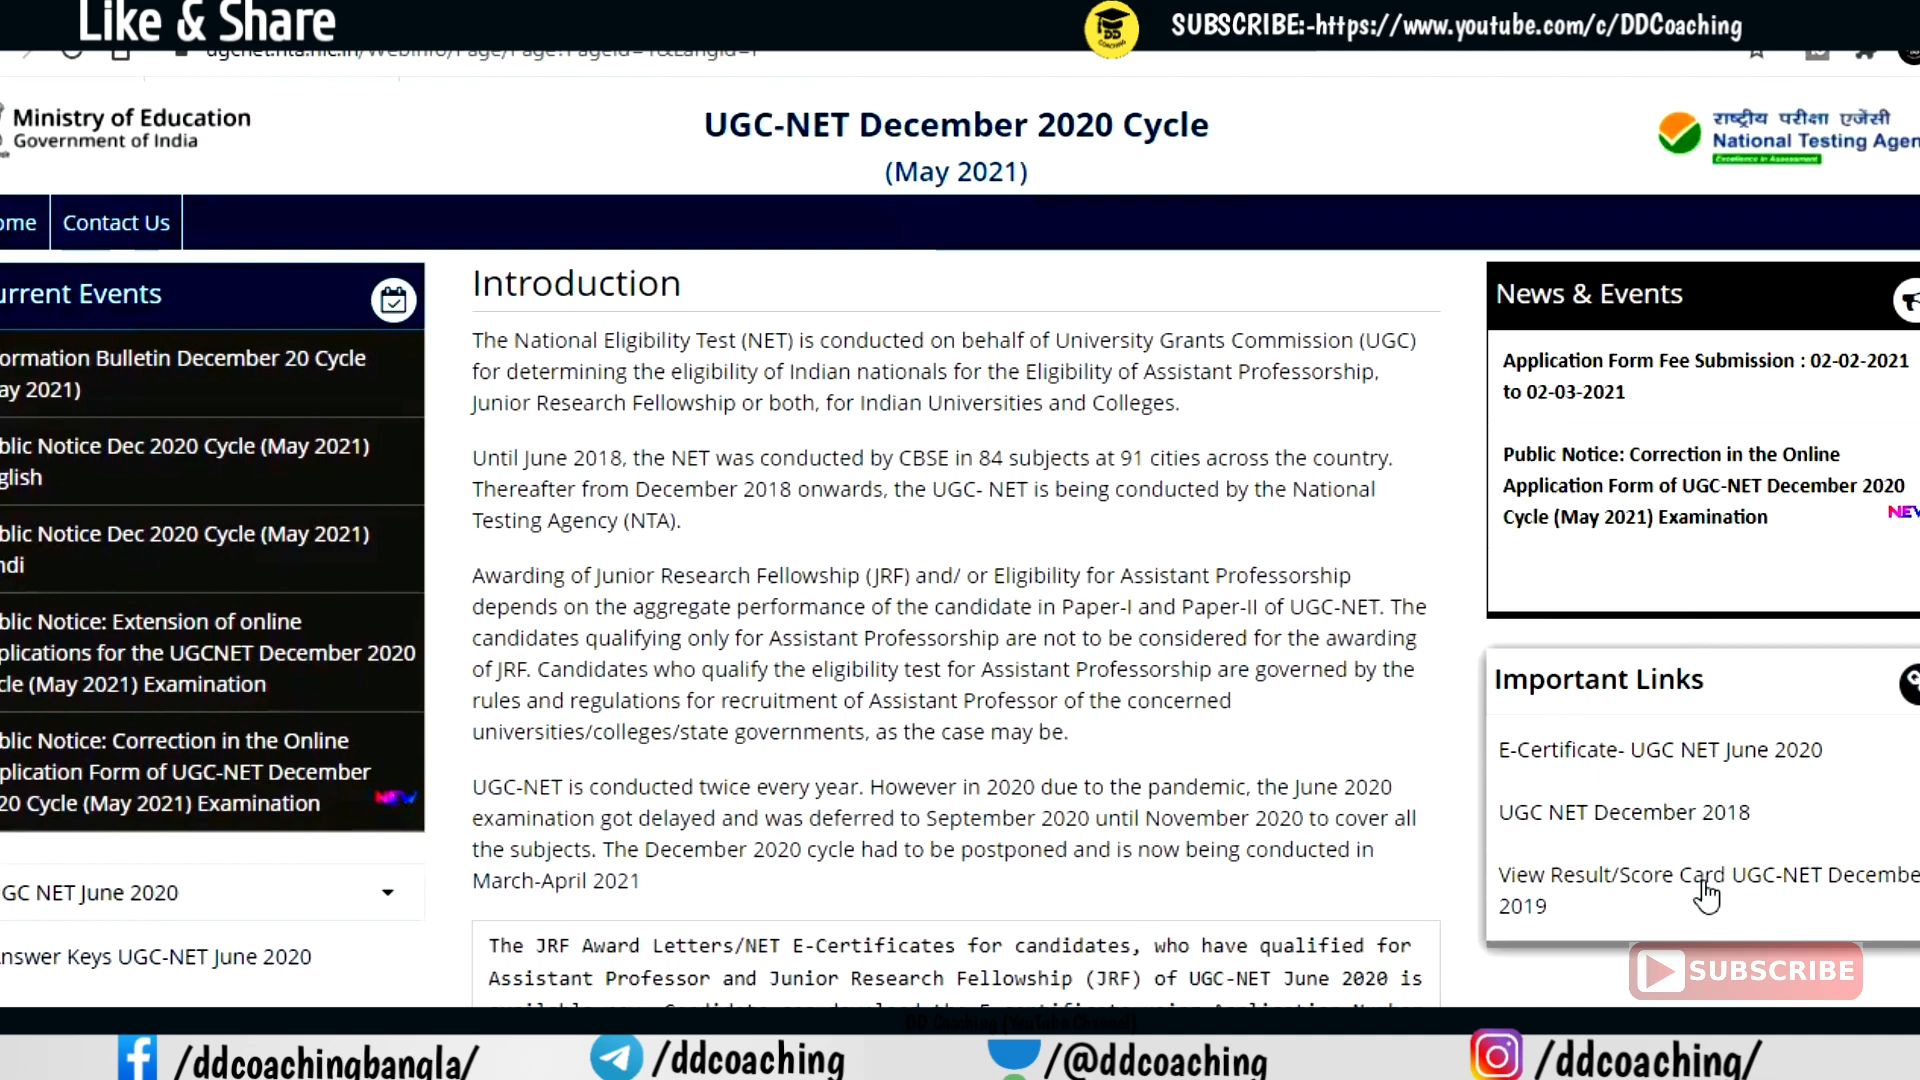 Like & Share
DD
COACHING
SUBSCRIBE:-https://www.youtube.com/c/DDCoaching
Ministry of Education
Government of India
UGC-NET December 2020 Cycle
(May 2021)
राष्ट्रीय परीक्षा एजेंसी
National Testing Agen
Excellence in Assessment
ome
Contact Us
urrent Events
ormation Bulletin December 20 Cycle
ay 2021)
blic Notice Dec 2020 Cycle (May 2021)
glish
blic Notice Dec 2020 Cycle (May 2021)
ndi
blic Notice: Extension of online
plications for the UGCNET December 2020
cle (May 2021) Examination
blic Notice: Correction in the Online
plication Form of UGC-NET December
20 Cycle (May 2021) Examination
NEW
GC NET June 2020
nswer Keys UGC-NET June 2020
Introduction
The National Eligibility Test (NET) is conducted on behalf of University Grants Commission (UGC)
for determining the eligibility of Indian nationals for the Eligibility of Assistant Professorship,
Junior Research Fellowship or both, for Indian Universities and Colleges.
Until June 2018, the NET was conducted by CBSE in 84 subjects at 91 cities across the country.
Thereafter from December 2018 onwards, the UGC- NET is being conducted by the National
Testing Agency (NTA).
Awarding of Junior Research Fellowship (JRF) and/ or Eligibility for Assistant Professorship
depends on the aggregate performance of the candidate in Paper-I and Paper-II of UGC-NET. The
candidates qualifying only for Assistant Professorship are not to be considered for the awarding
of JRF. Candidates who qualify the eligibility test for Assistant Professorship are governed by the
rules and regulations for recruitment of Assistant Professor of the concerned
universities/colleges/state governments, as the case may be.
UGC-NET is conducted twice every year. However in 2020 due to the pandemic, the June 2020
examination got delayed and was deferred to September 2020 until November 2020 to cover all
the subjects. The December 2020 cycle had to be postponed and is now being conducted in
March-April 2021
The JRF Award Letters/NET E-Certificates for candidates, who have qualified for
Assistant Professor and Junior Research Fellowship (JRF) of UGC-NET June 2020 is
News & Events
Application Form Fee Submission : 02-02-2021
to 02-03-2021
Public Notice: Correction in the Online
Application Form of UGC-NET December 2020
Cycle (May 2021) Examination
NEW
Important Links
E-Certificate- UGC NET June 2020
UGC NET December 2018
View Result/Score Card UGC-NET Decembe
2019
SUBSCRIBE
DD Coaching (YouTube Channel)
/ddcoachingbangla/
/ddcoaching
/@ddcoaching
/ddcoaching/